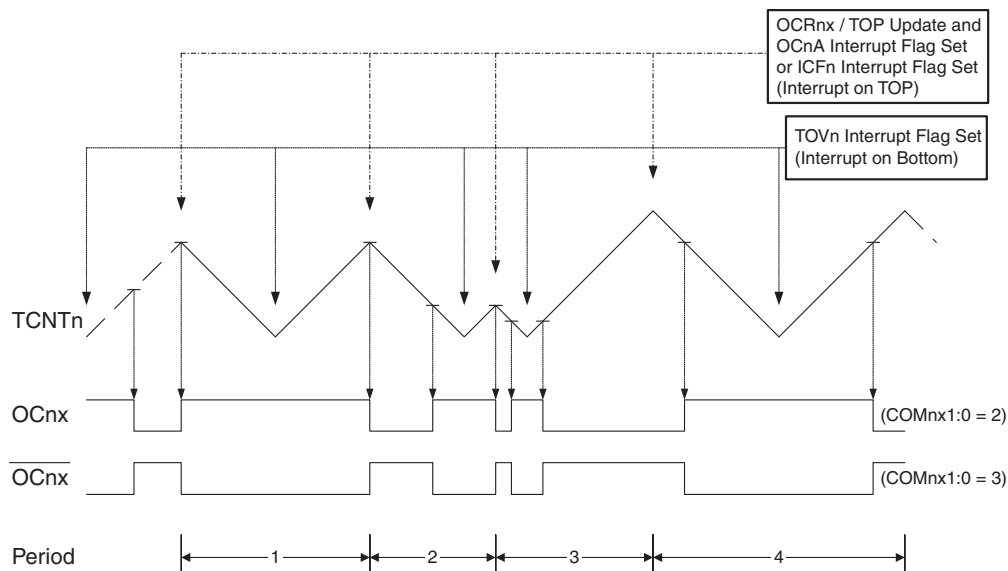 OCRnx / TOP Update and
OCnA Interrupt Flag Set
or ICFn Interrupt Flag Set
(Interrupt on TOP)
TOVn Interrupt Flag Set
(Interrupt on Bottom)
TCNTn
OCnx
(COMnx1:0 = 2)
OCnx
(COMnx1:0 = 3)
Period
1
2
3
4